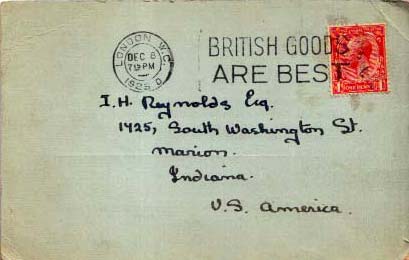 LONDON. W.C.
DEC 8
7 15 PM
1925. D
BRITISH GOODS
ARE BEST
I. H. Reynolds Esq.
1425, South Washington St.
Marion.
Indiana.
U.S. America.